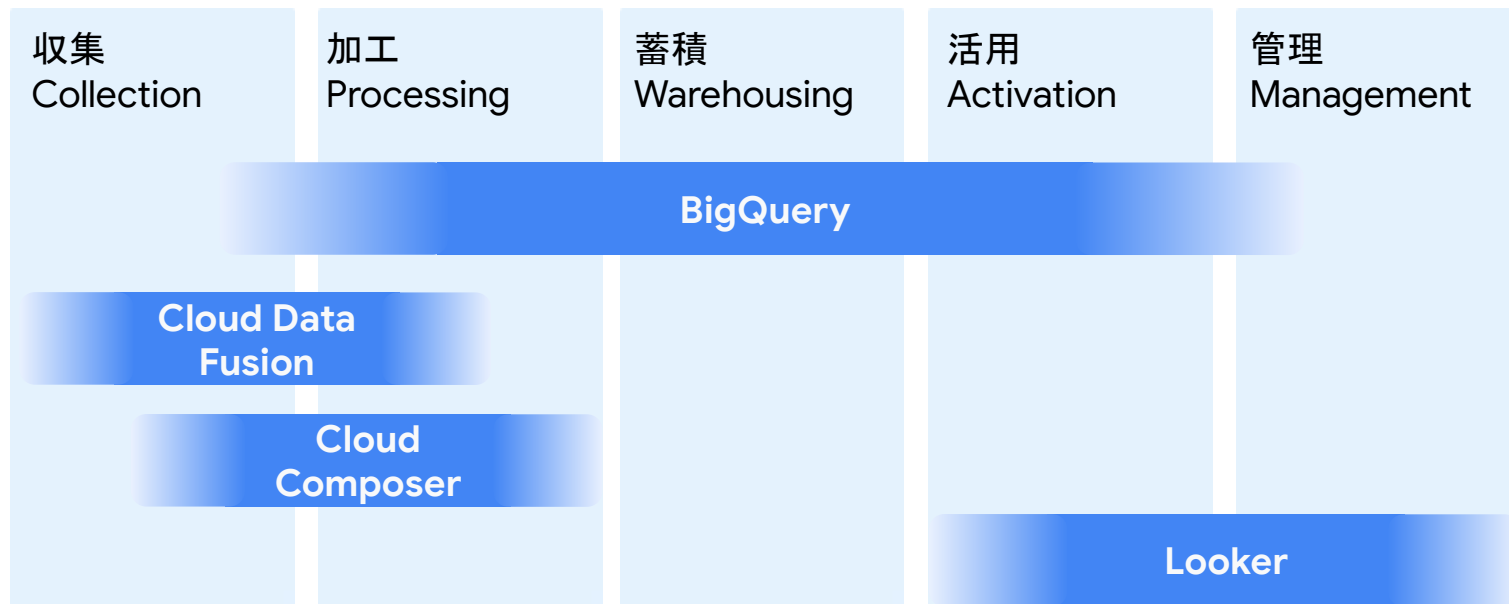 収集
Collection
加工
Processing
蓄積
Warehousing
活用
Activation
管理
Management
BigQuery
Cloud Data
Fusion
Cloud
Composer
Looker